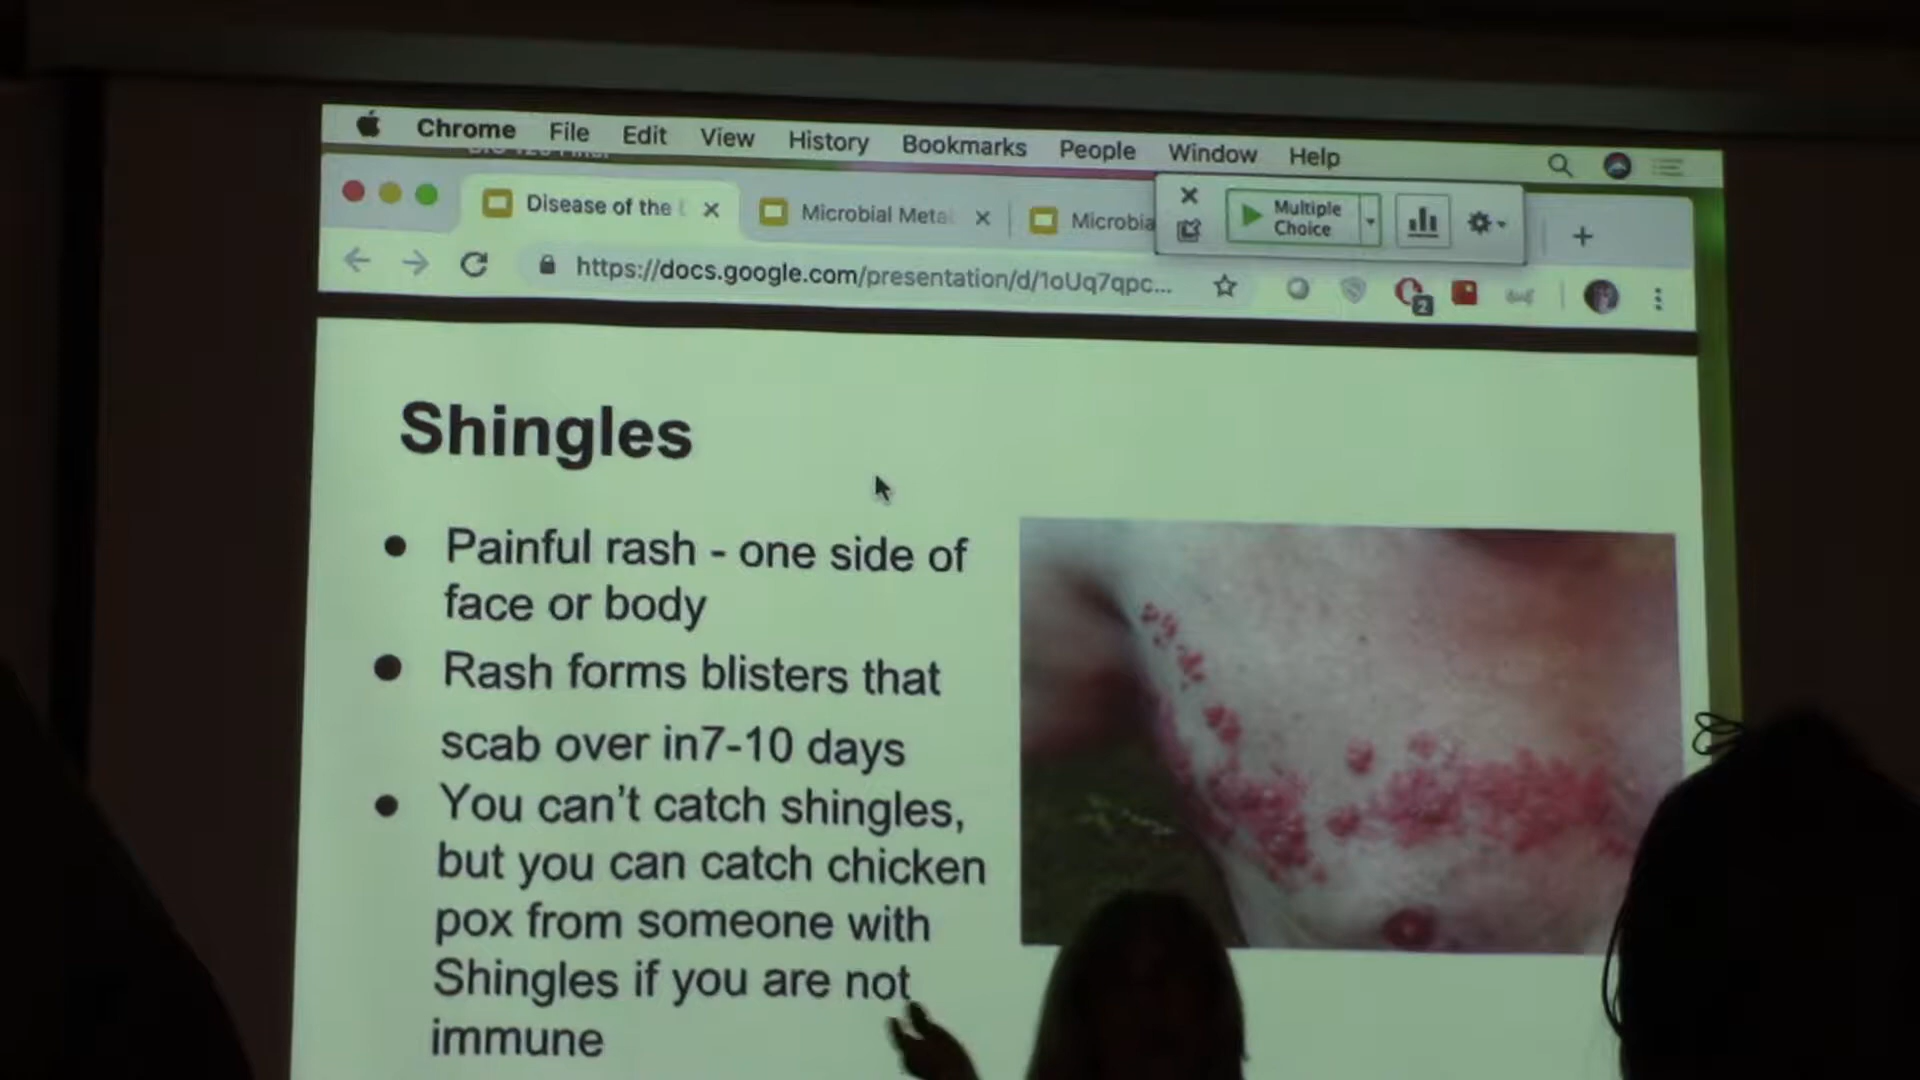 Chrome File Edit View History Bookmarks People Window Help
Disease of the
Microbial Meta
Microbia
Multiple
Choice
https://docs.google.com/presentation/d/1oUq7qpc...
2
Shingles
● Painful rash - one side of
face or body
● Rash forms blisters that
scab over in7-10 days
● You can't catch shingles,
but you can catch chicken
pox from someone with
Shingles if you are not
immune